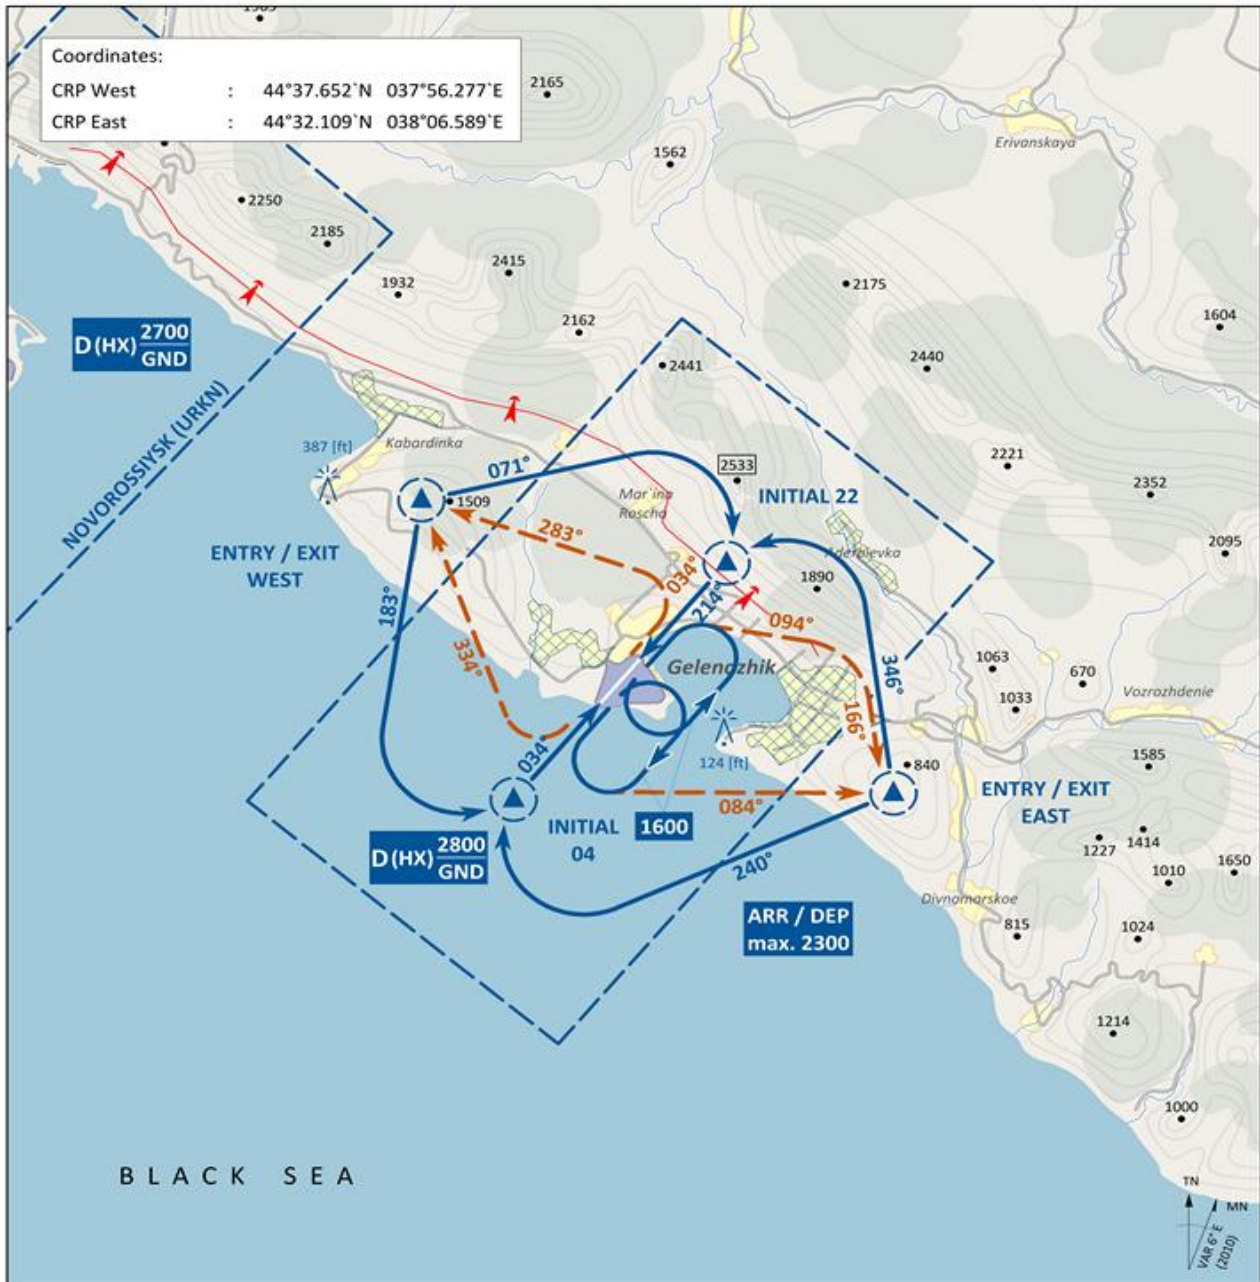 1965
Coordinates:
CRP West : 44°37.652`N 037°56.277`E
CRP East : 44°32.109`N 038°06.589`E
2165
Erivanskaya
1562
2250
2185
2415
1932
2175
1604
2162
D(HX) 2700
GND
2441
2440
NOVOROSSIYSK (URKN)
387 [ft]
Kabardinka
071°
2533
2221
2352
INITIAL 22
Mar`ina
Roscha
1509
283°
2095
ENTRY / EXIT
WEST
034°
1890
Aderbievka
183°
214°
094°
334°
Gelendzhik
346°
1063
670
1033
Vozrozhdenie
166°
034°
124 [ft]
840
1585
ENTRY / EXIT
EAST
084°
INITIAL
04
1600
D(HX) 2800
GND
1227
1414
1010
1650
240°
Divnomorskoe
ARR / DEP
max. 2300
815
1024
1214
1000
BLACK SEA
TN
MN
VAR 6° E
(2010)